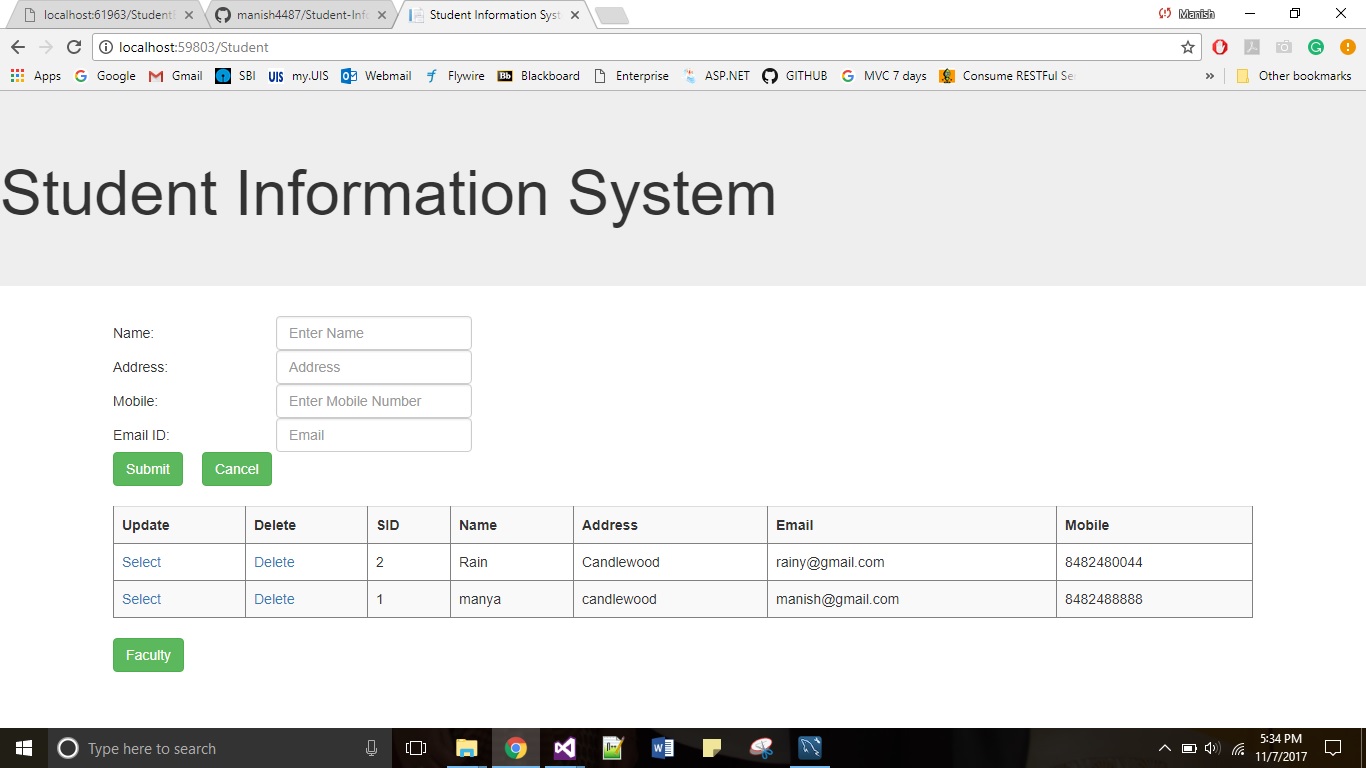 localhost:61963/Student
manish4487/Student-Info
Student Information Syst
Manish
localhost:59803/Student
Apps Google Gmail SBI my.UIS Webmail Flywire Blackboard Enterprise ASP.NET GITHUB MVC 7 days Consume RESTFul Se » Other bookmarks
Student Information System
Name: Enter Name
Address: Address
Mobile: Enter Mobile Number
Email ID: Email
Submit Cancel
Update Delete SID Name Address Email Mobile
Select Delete 2 Rain Candlewood rainy@gmail.com 8482480044
Select Delete 1 manya candlewood manish@gmail.com 8482488888
Faculty
Type here to search
5:34 PM
11/7/2017